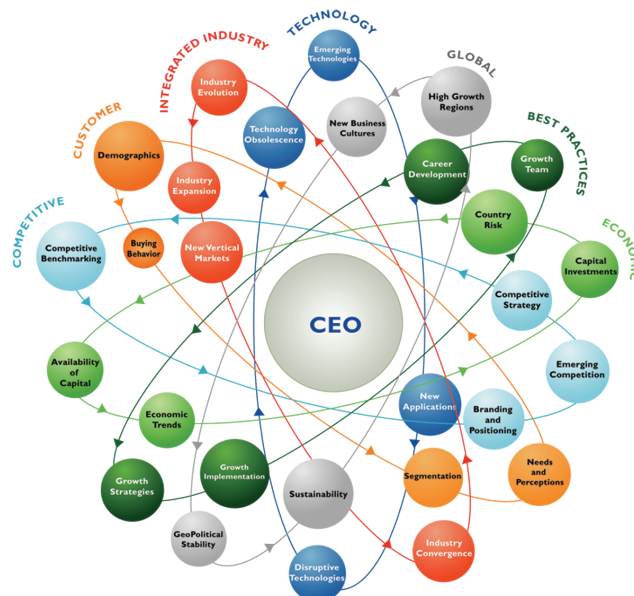 TECHNOLOGY
INTEGRATED INDUSTRY
GLOBAL
CUSTOMER
BEST PRACTICES
COMPETITIVE
ECONOMIC
Emerging
Technologies
Industry
Evolution
High Growth
Regions
New Business
Cultures
Technology
Obsolescence
Demographics
Career
Development
Growth
Team
Industry
Expansion
Country
Risk
Competitive
Benchmarking
Buying
Behavior
New Vertical
Markets
Capital
Investments
Competitive
Strategy
CEO
Availability
of
Capital
Emerging
Competition
New
Applications
Economic
Trends
Branding
and
Positioning
Growth
Strategies
Growth
Implementation
Sustainability
Segmentation
Needs
and
Perceptions
GeoPolitical
Stability
Industry
Convergence
Disruptive
Technologies